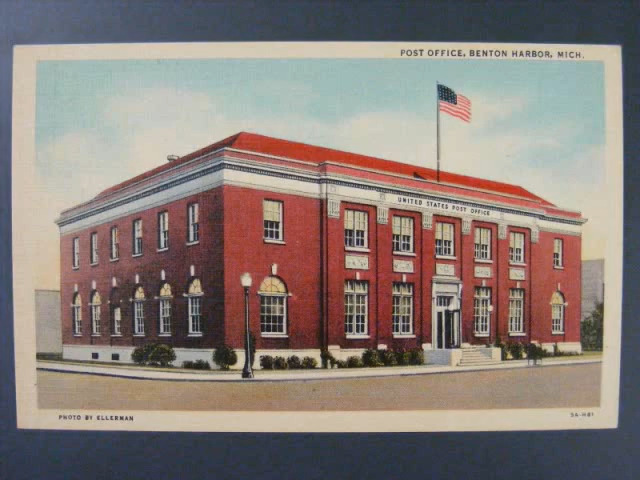 POST OFFICE, BENTON HARBOR, MICH.
UNITED STATES POST OFFICE
PHOTO BY ELLERMAN
5A-H81